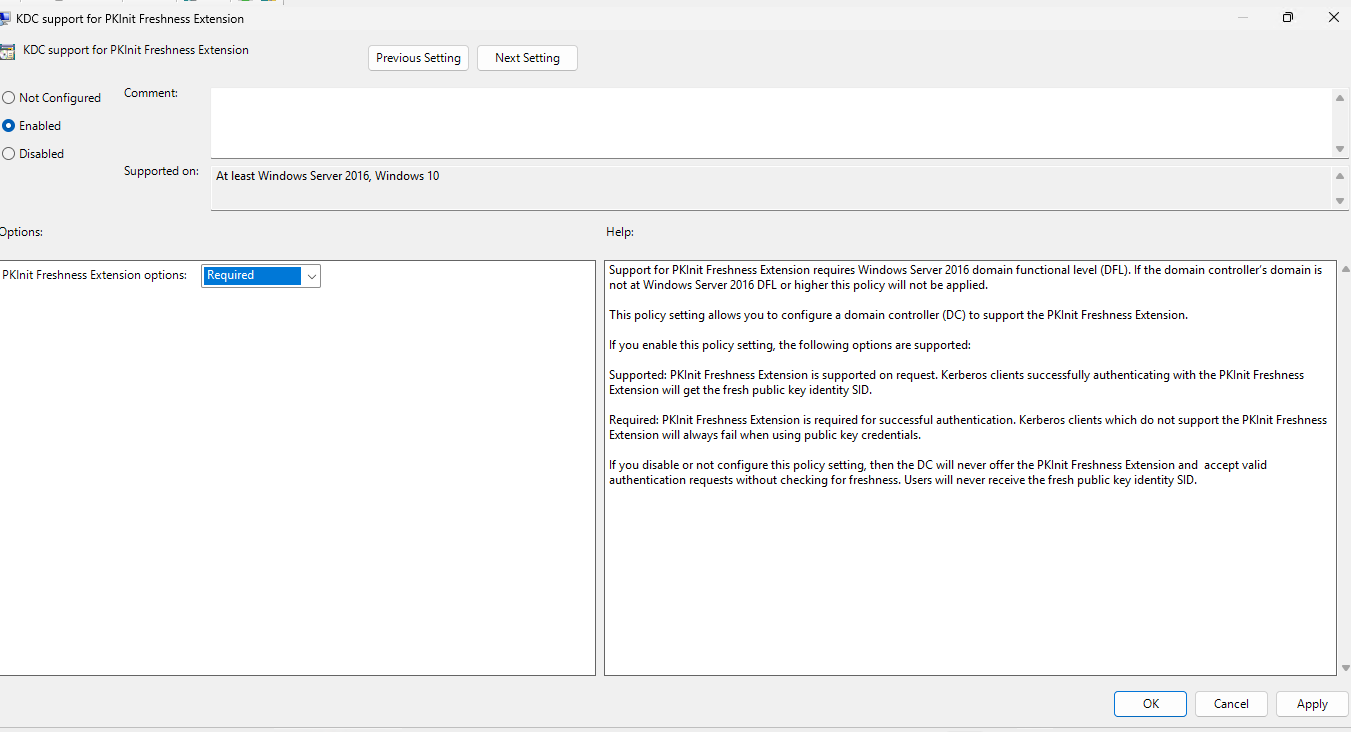 KDC support for PKInit Freshness Extension
KDC support for PKInit Freshness Extension
Previous Setting
Next Setting
Not Configured
Comment:
Enabled
Disabled
Supported on:
At least Windows Server 2016, Windows 10
Options:
Help:
PKInit Freshness Extension options:
Required
Support for PKInit Freshness Extension requires Windows Server 2016 domain functional level (DFL). If the domain controller's domain is
not at Windows Server 2016 DFL or higher this policy will not be applied.
This policy setting allows you to configure a domain controller (DC) to support the PKInit Freshness Extension.
If you enable this policy setting, the following options are supported:
Supported: PKInit Freshness Extension is supported on request. Kerberos clients successfully authenticating with the PKInit Freshness
Extension will get the fresh public key identity SID.
Required: PKInit Freshness Extension is required for successful authentication. Kerberos clients which do not support the PKInit Freshness
Extension will always fail when using public key credentials.
If you disable or not configure this policy setting, then the DC will never offer the PKInit Freshness Extension and  accept valid
authentication requests without checking for freshness. Users will never receive the fresh public key identity SID.
OK
Cancel
Apply